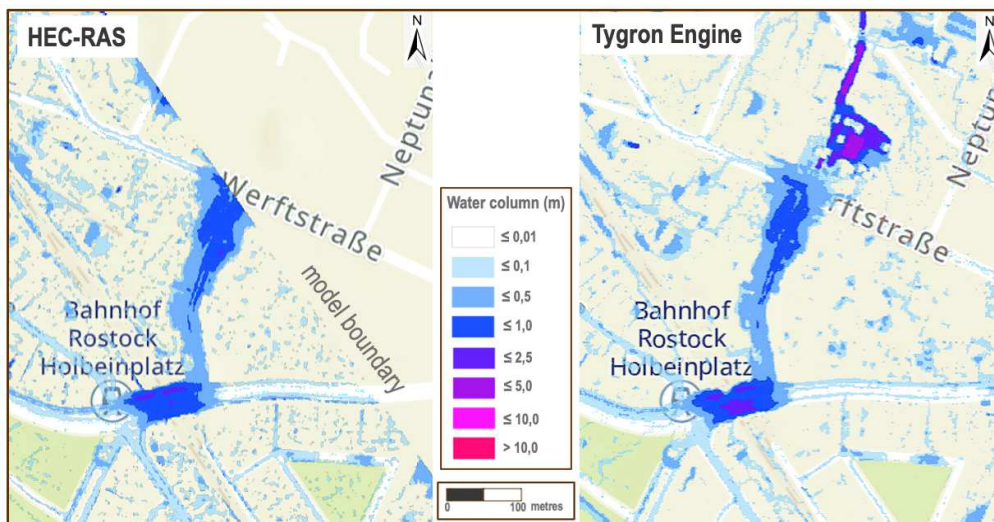 HEC-RAS
N
Neptun
Werftstraße
model boundary
Bahnhof
Rostock
Holbeinplatz
Water column (m)
≤ 0,01
≤ 0,1
≤ 0,5
≤ 1,0
≤ 2,5
≤ 5,0
≤ 10,0
> 10,0
0 100 metres
Tygron Engine
N
Neptun
rftstraße
Bahnhof
Rostock
Holbeinplatz